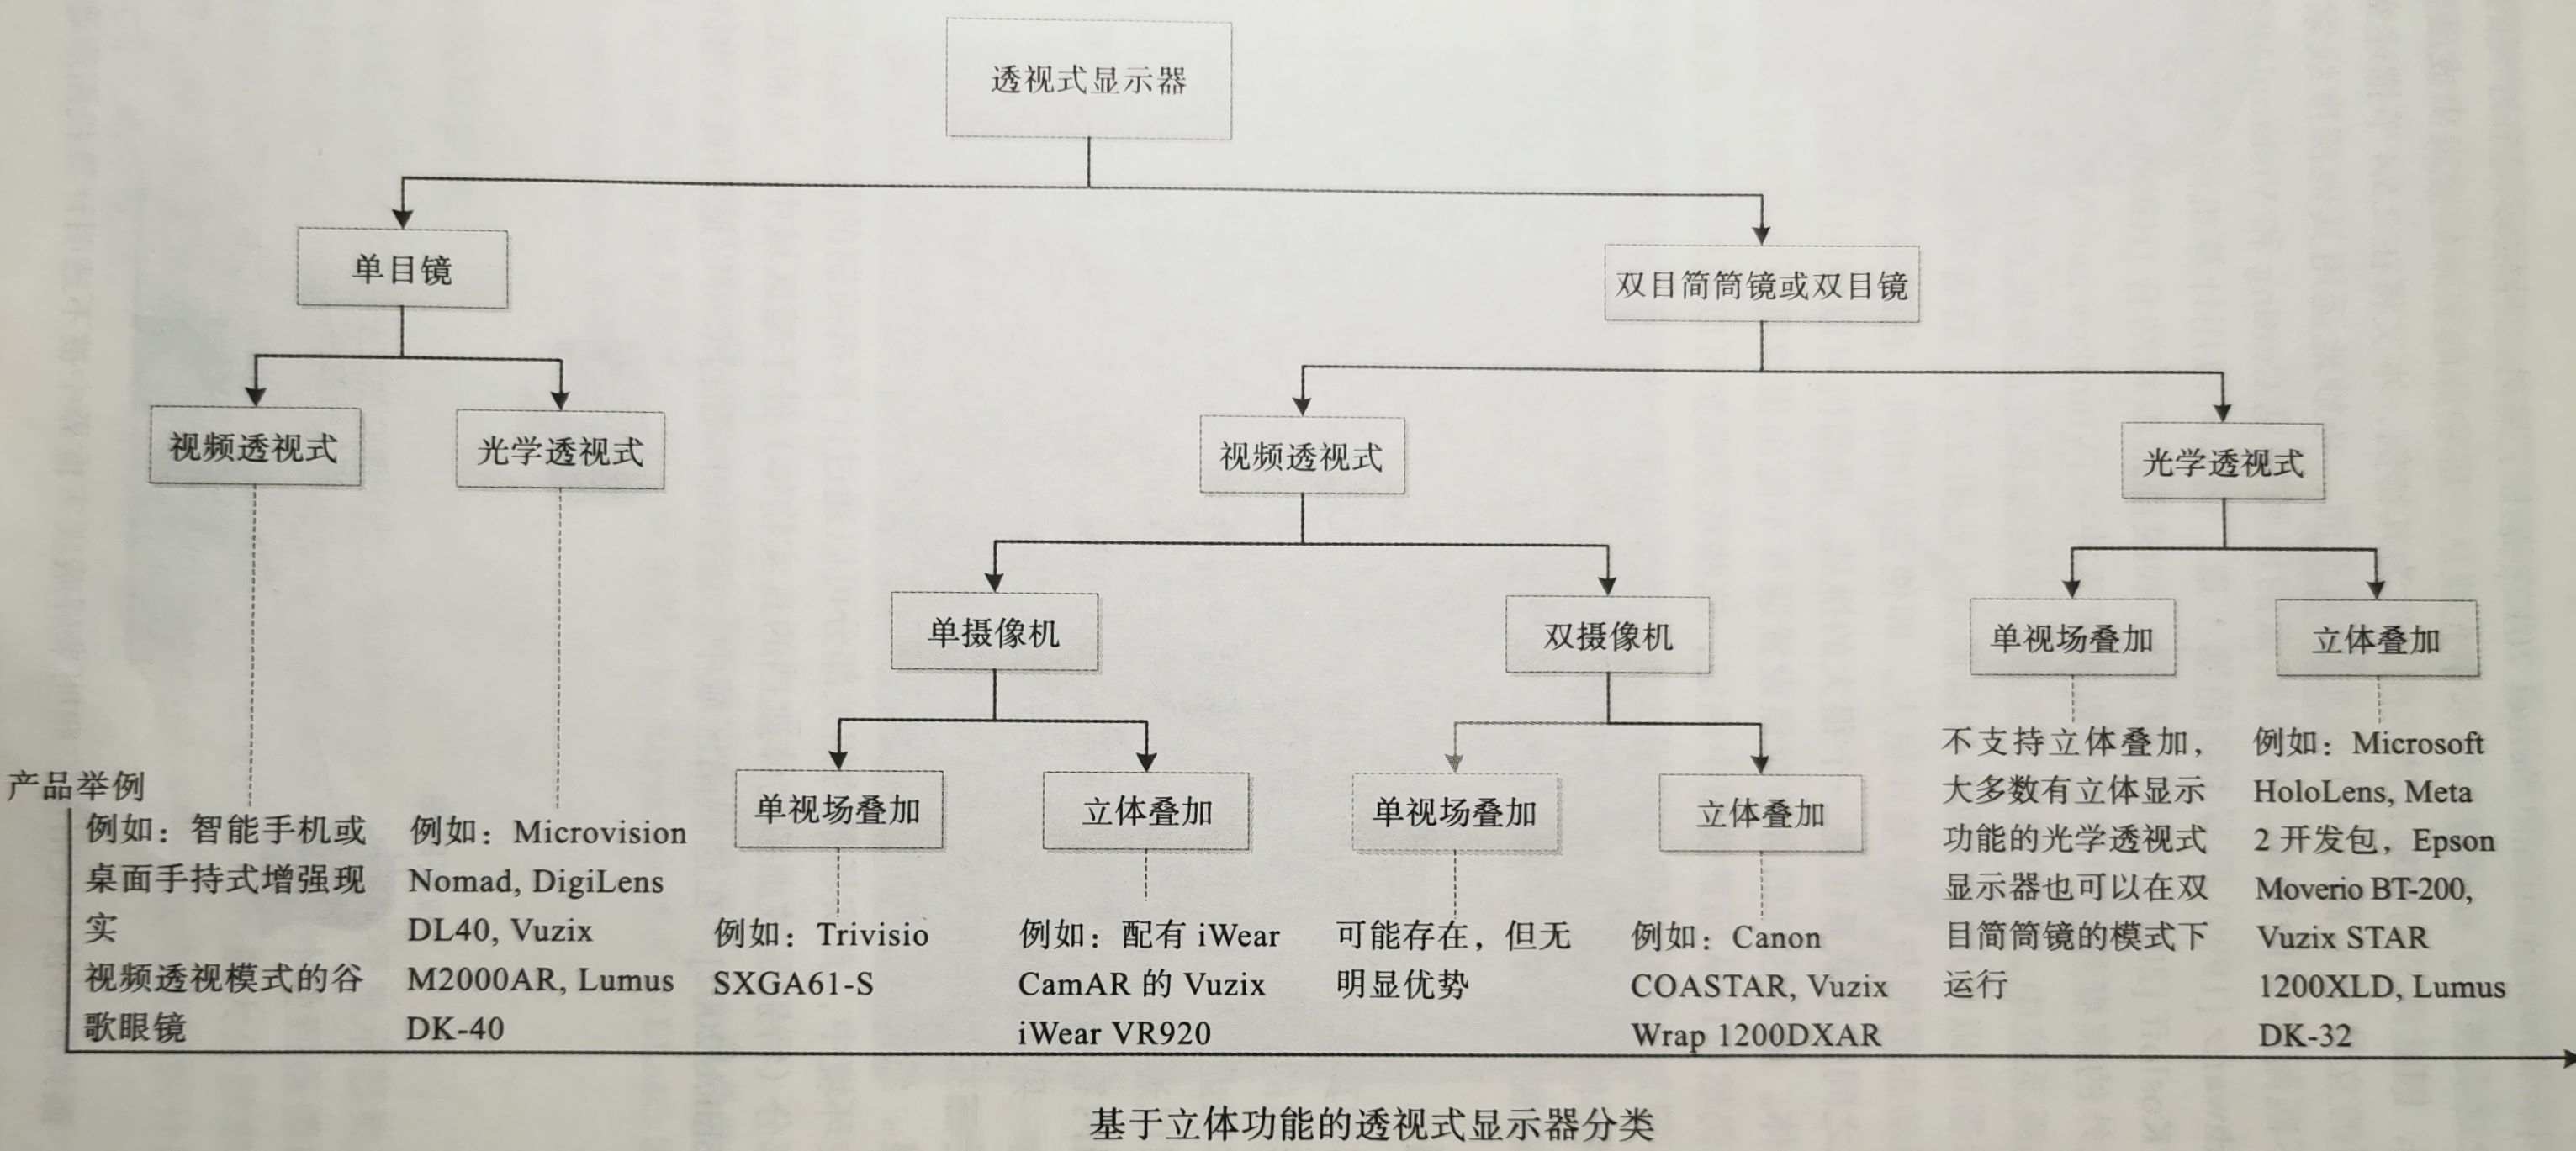 透视式显示器
单目镜
双目筒筒镜或双目镜
视频透视式
光学透视式
视频透视式
光学透视式
单摄像机
双摄像机
单视场叠加
立体叠加
单视场叠加
立体叠加
单视场叠加
立体叠加
产品举例
例如：智能手机或
桌面手持式增强现
实
视频透视模式的谷
歌眼镜
例如：Microvision
Nomad, DigiLens
DL40, Vuzix
M2000AR, Lumus
DK-40
例如：Trivisio
SXGA61-S
例如：配有 iWear
CamAR 的 Vuzix
iWear VR920
可能存在，但无
明显优势
例如：Canon
COASTAR, Vuzix
Wrap 1200DXAR
不支持立体叠加，
大多数有立体显示
功能的光学透视式
显示器也可以在双
目筒筒镜的模式下
运行
例如：Microsoft
HoloLens, Meta
2 开发包，Epson
Moverio BT-200,
Vuzix STAR
1200XLD, Lumus
DK-32
基于立体功能的透视式显示器分类